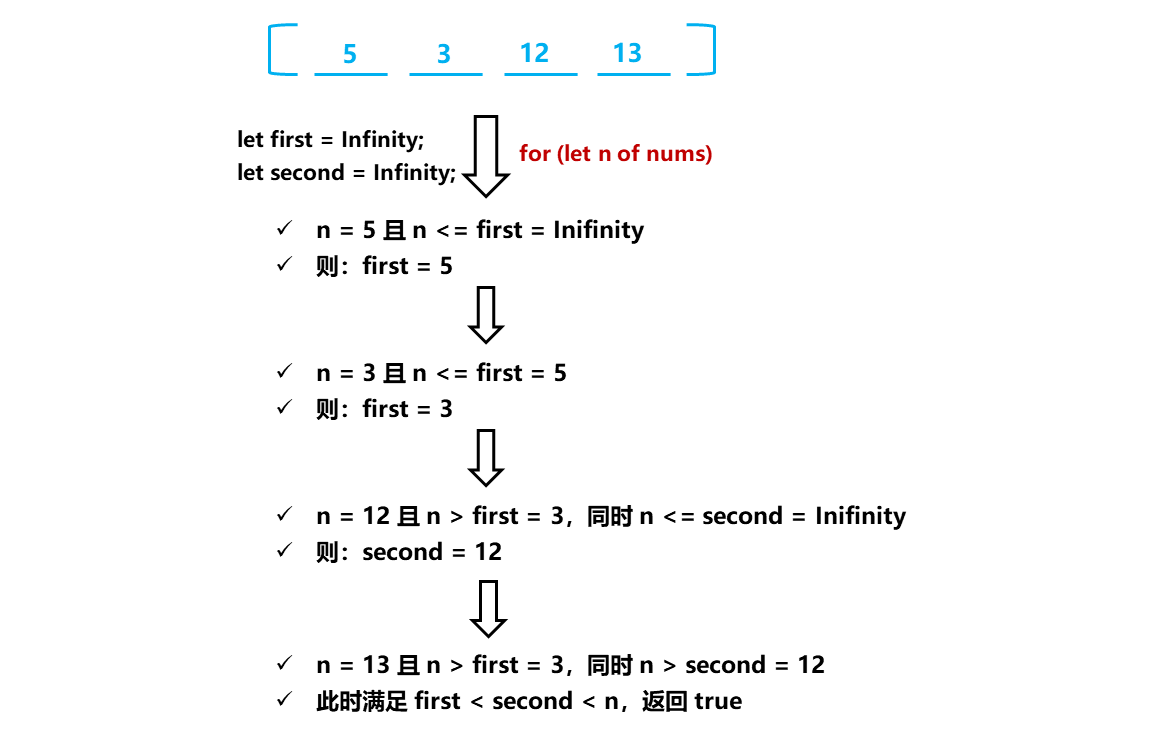 5 3 12 13
let first = Infinity;
let second = Infinity;
for (let n of nums)
✓ n = 5 且 n <= first = Inifinity
✓ 则：first = 5
✓ n = 3 且 n <= first = 5
✓ 则：first = 3
✓ n = 12 且 n > first = 3，同时 n <= second = Inifinity
✓ 则：second = 12
✓ n = 13 且 n > first = 3，同时 n > second = 12
✓ 此时满足 first < second < n，返回 true